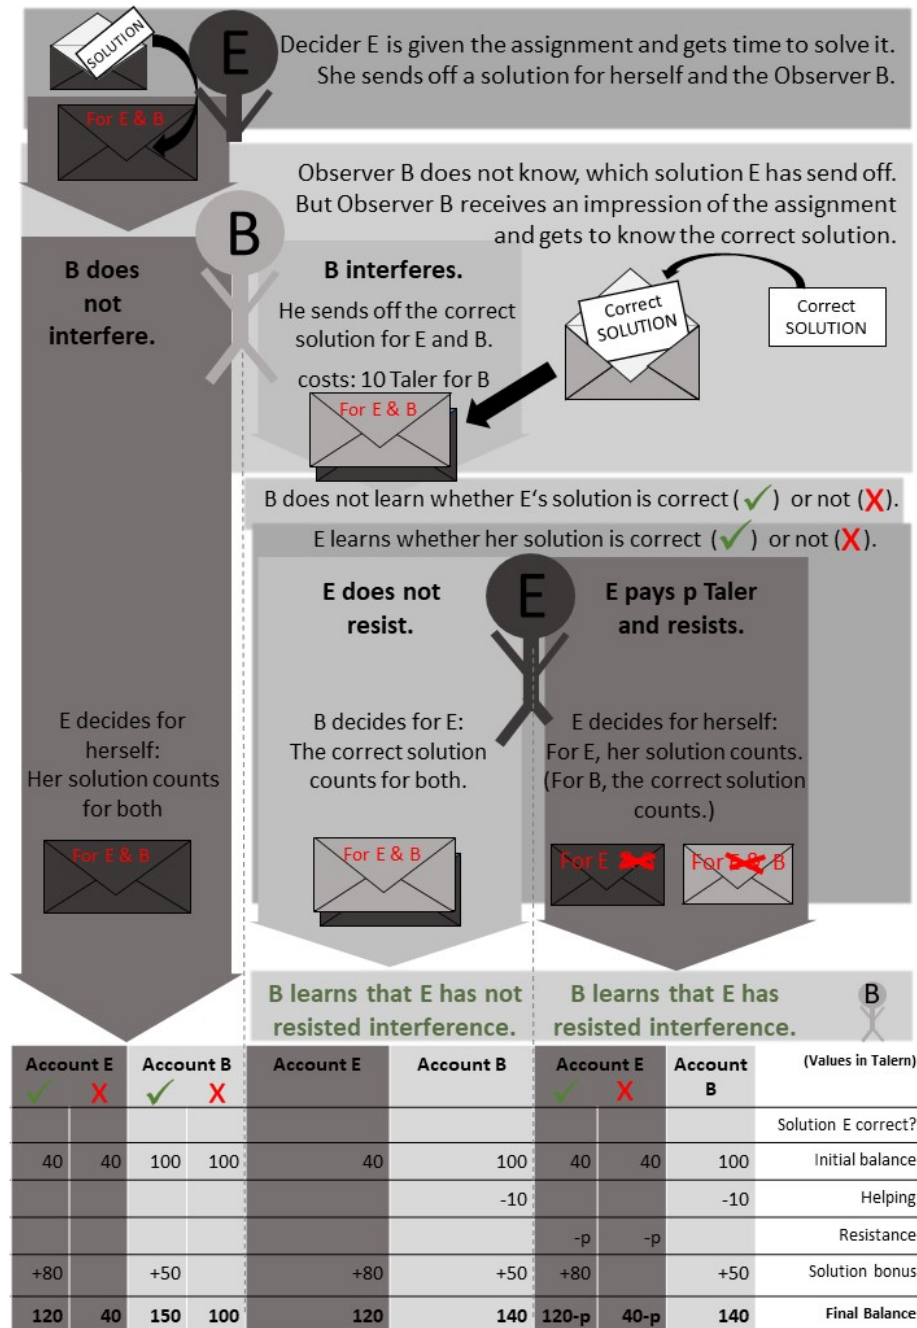 SOLUTION
E
Decider E is given the assignment and gets time to solve it.
She sends off a solution for herself and the Observer B.
For E & B
Observer B does not know, which solution E has send off.
But Observer B receives an impression of the assignment
and gets to know the correct solution.
B
B does
not
interfere.
B interferes.
He sends off the correct
solution for E and B.
costs: 10 Taler for B
For E & B
Correct
SOLUTION
Correct
SOLUTION
B does not learn whether E's solution is correct (✓) or not (X).
E learns whether her solution is correct (✓) or not (X).
E does not
resist.
E
E pays p Taler
and resists.
E decides for
herself:
Her solution counts
for both
B decides for E:
The correct solution
counts for both.
E decides for herself:
For E, her solution counts.
(For B, the correct solution
counts.)
For E & B
For E & B
For E & B
For E & B
B learns that E has not
resisted interference.
B learns that E has
resisted interference.
B
Account E Account B Account E Account B Account E Account B (Values in Talern)
✓ X ✓ X ✓ X
Solution E correct?
40 40 100 100 40 100 40 40 100 Initial balance
-10 -10 Helping
-p -p Resistance
+80 +50 +80 +50 +80 +50 Solution bonus
120 40 150 100 120 140 120-p 40-p 140 Final Balance